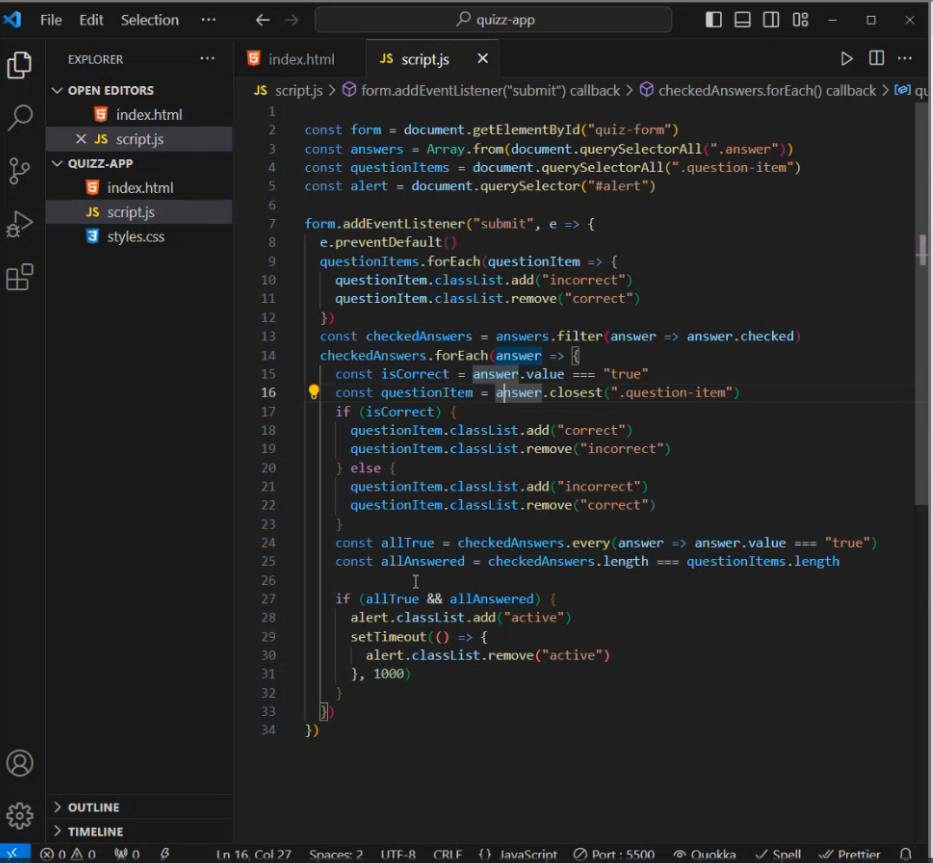 File Edit Selection ··· quizz-app
EXPLORER ···
OPEN EDITORS
index.html
JS script.js
QUIZZ-APP
index.html
JS script.js
styles.css
OUTLINE
TIMELINE
index.html JS script.js
JS script.js > form.addEventListener("submit") callback > checkedAnswers.forEach() callback > qu
1
2 const form = document.getElementById("quiz-form")
3 const answers = Array.from(document.querySelectorAll(".answer"))
4 const questionItems = document.querySelectorAll(".question-item")
5 const alert = document.querySelector("#alert")
6
7 form.addEventListener("submit", e => {
8 e.preventDefault()
9 questionItems.forEach(questionItem => {
10 questionItem.classList.add("incorrect")
11 questionItem.classList.remove("correct")
12 })
13 const checkedAnswers = answers.filter(answer => answer.checked)
14 checkedAnswers.forEach(answer => {
15 const isCorrect = answer.value === "true"
16 const questionItem = answer.closest(".question-item")
17 if (isCorrect) {
18 questionItem.classList.add("correct")
19 questionItem.classList.remove("incorrect")
20 } else {
21 questionItem.classList.add("incorrect")
22 questionItem.classList.remove("correct")
23 }
24 const allTrue = checkedAnswers.every(answer => answer.value === "true")
25 const allAnswered = checkedAnswers.length === questionItems.length
26
27 if (allTrue && allAnswered) {
28 alert.classList.add("active")
29 setTimeout(() => {
30 alert.classList.remove("active")
31 }, 1000)
32 }
33 })
34 })
0 0 0 Ln 16, Col 27 Spaces: 2 UTF-8 CRLF {} JavaScript Port : 5500 Quokka Spell Prettier